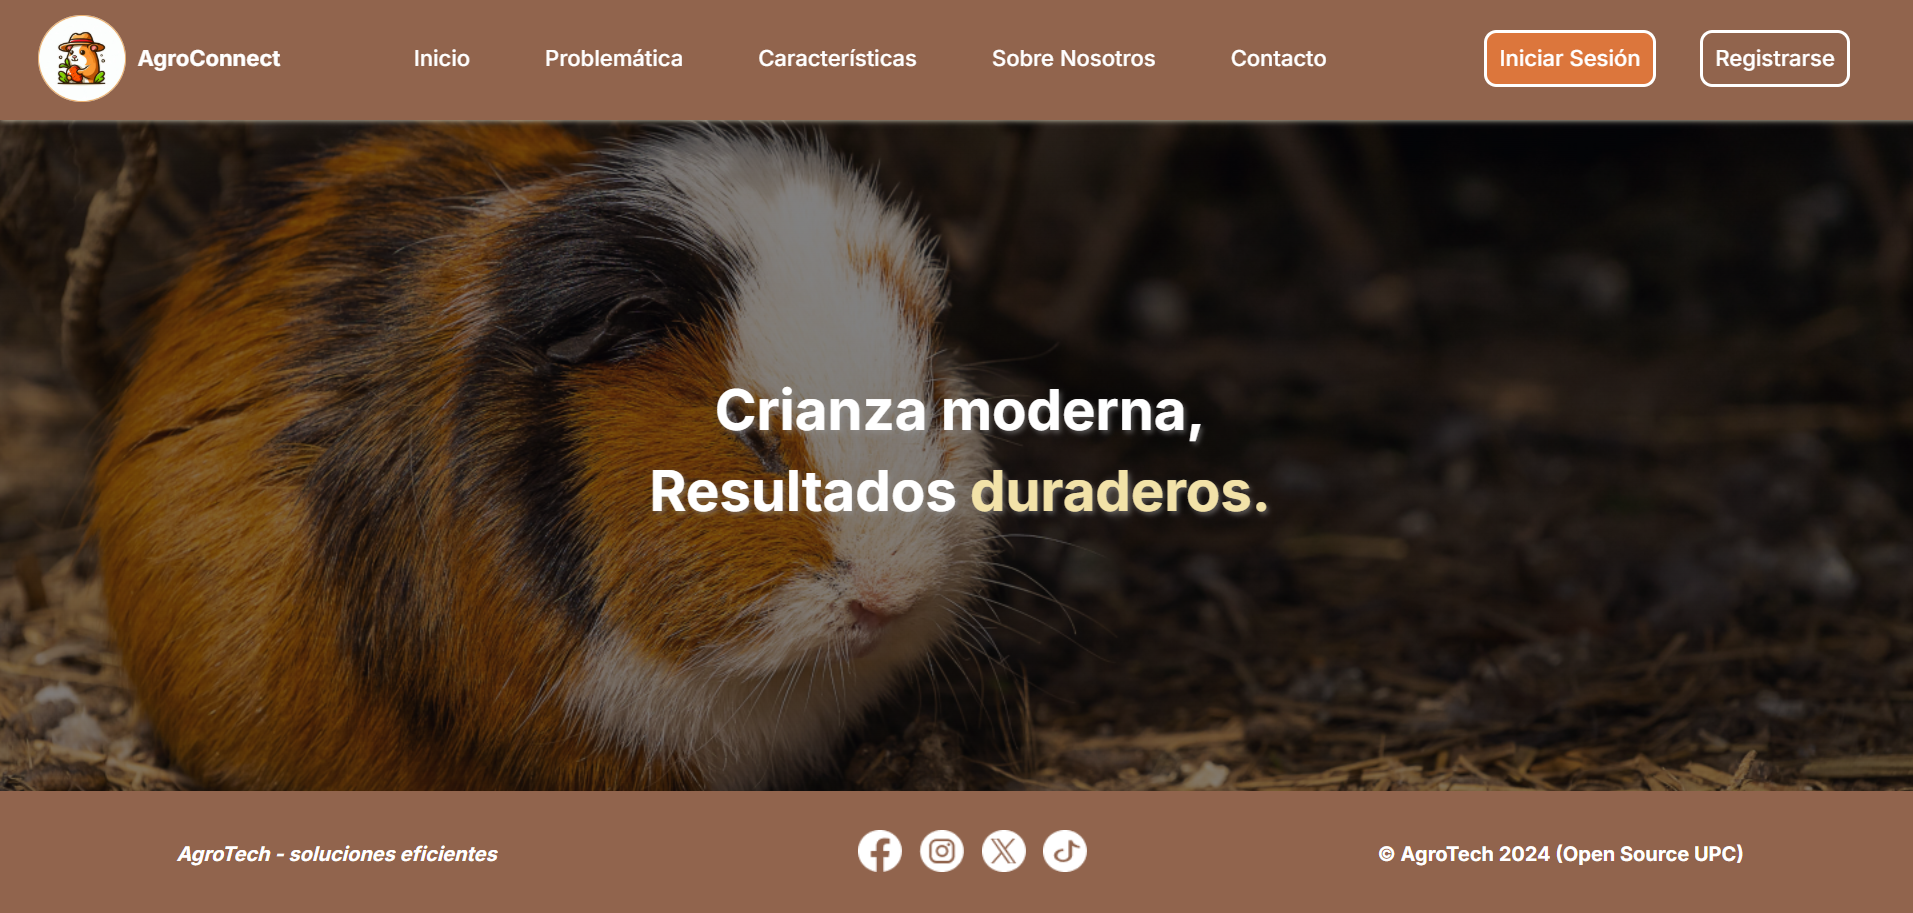 AgroConnect
Inicio
Problemática
Características
Sobre Nosotros
Contacto
Iniciar Sesión
Registrarse
Crianza moderna,
Resultados duraderos.
AgroTech - soluciones eficientes
© AgroTech 2024 (Open Source UPC)